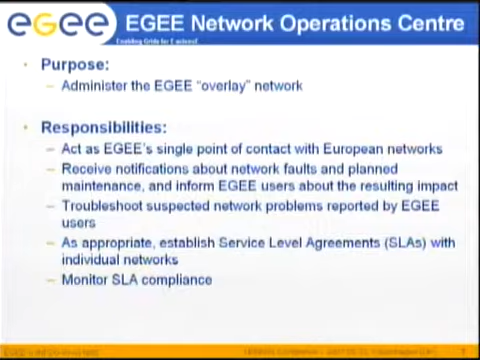 egee
EGEE Network Operations Centre
Enabling Grids for E-sciencE
Purpose:
– Administer the EGEE “overlay” network
Responsibilities:
– Act as EGEE's single point of contact with European networks
– Receive notifications about network faults and planned
maintenance, and inform EGEE users about the resulting impact
– Troubleshoot suspected network problems reported by EGEE
users
– As appropriate, establish Service Level Agreements (SLAs) with
individual networks
– Monitor SLA compliance